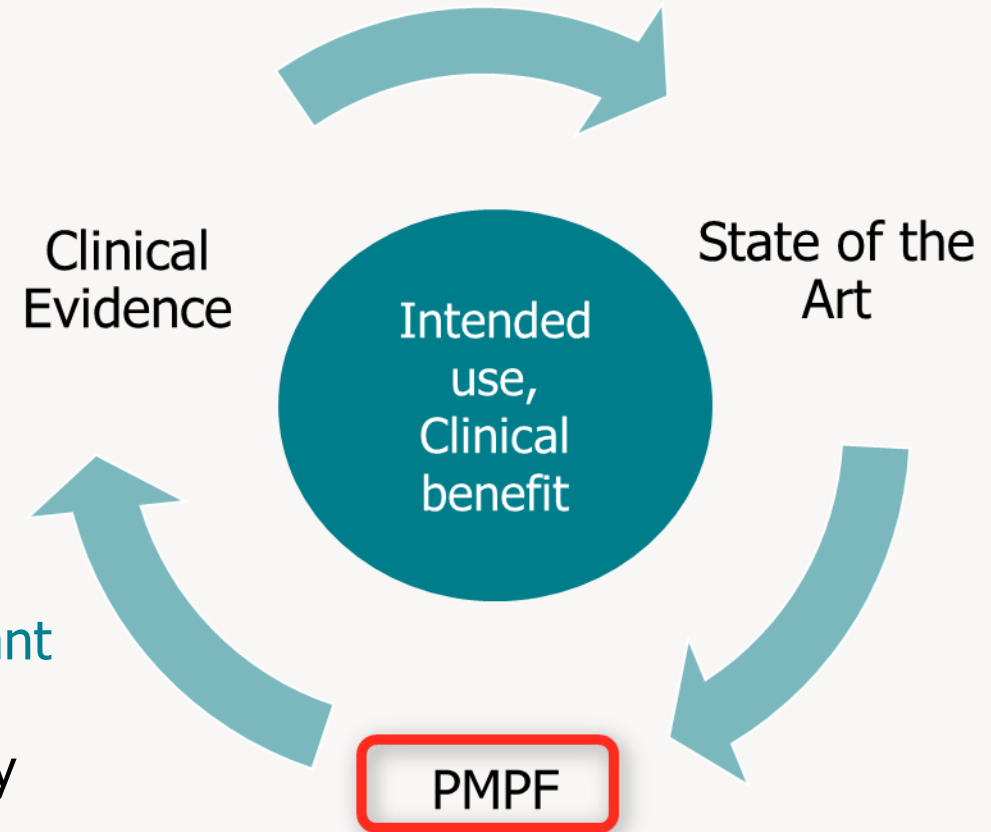 Clinical
Evidence
State of the
Art
Intended
use,
Clinical
benefit
PMPF